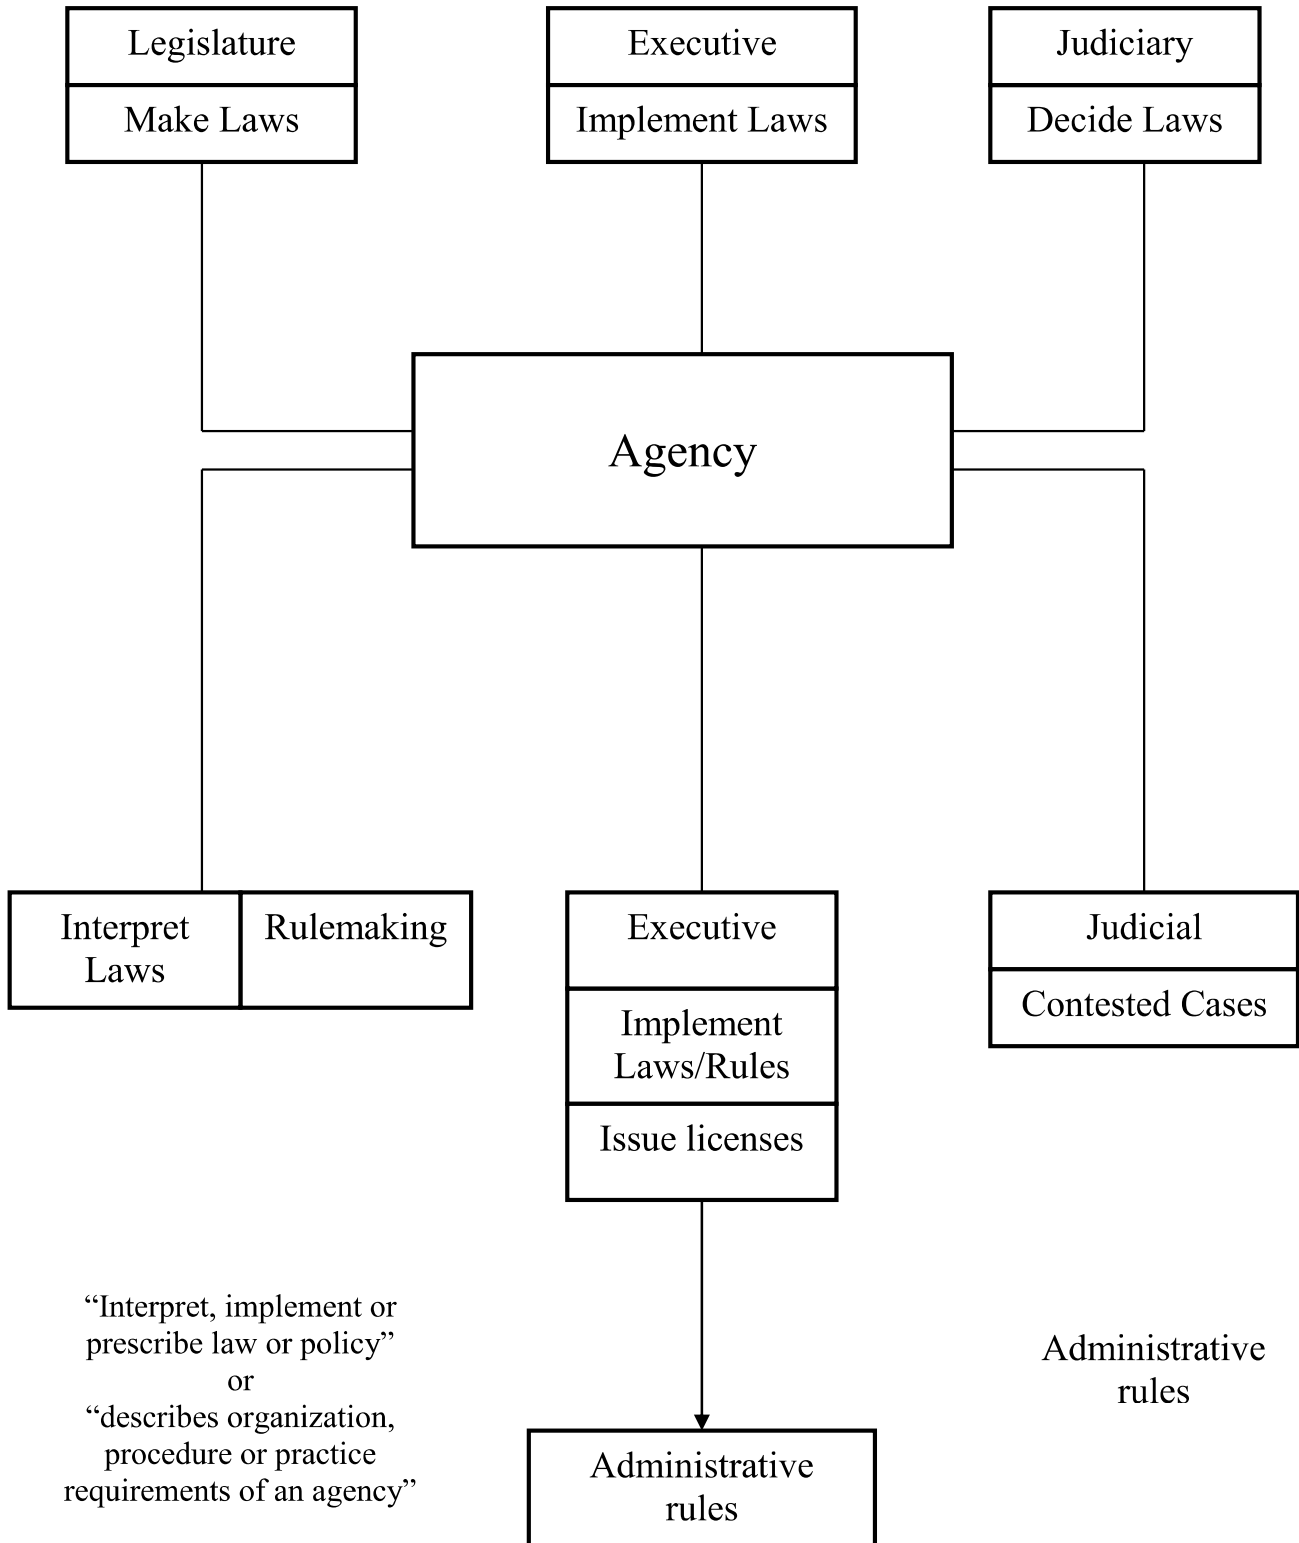 Legislature
Make Laws
Executive
Implement Laws
Judiciary
Decide Laws
Agency
Interpret
Laws
Rulemaking
Executive
Implement
Laws/Rules
Issue licenses
Judicial
Contested Cases
“Interpret, implement or
prescribe law or policy”
or
“describes organization,
procedure or practice
requirements of an agency”
Administrative
rules
Administrative
rules